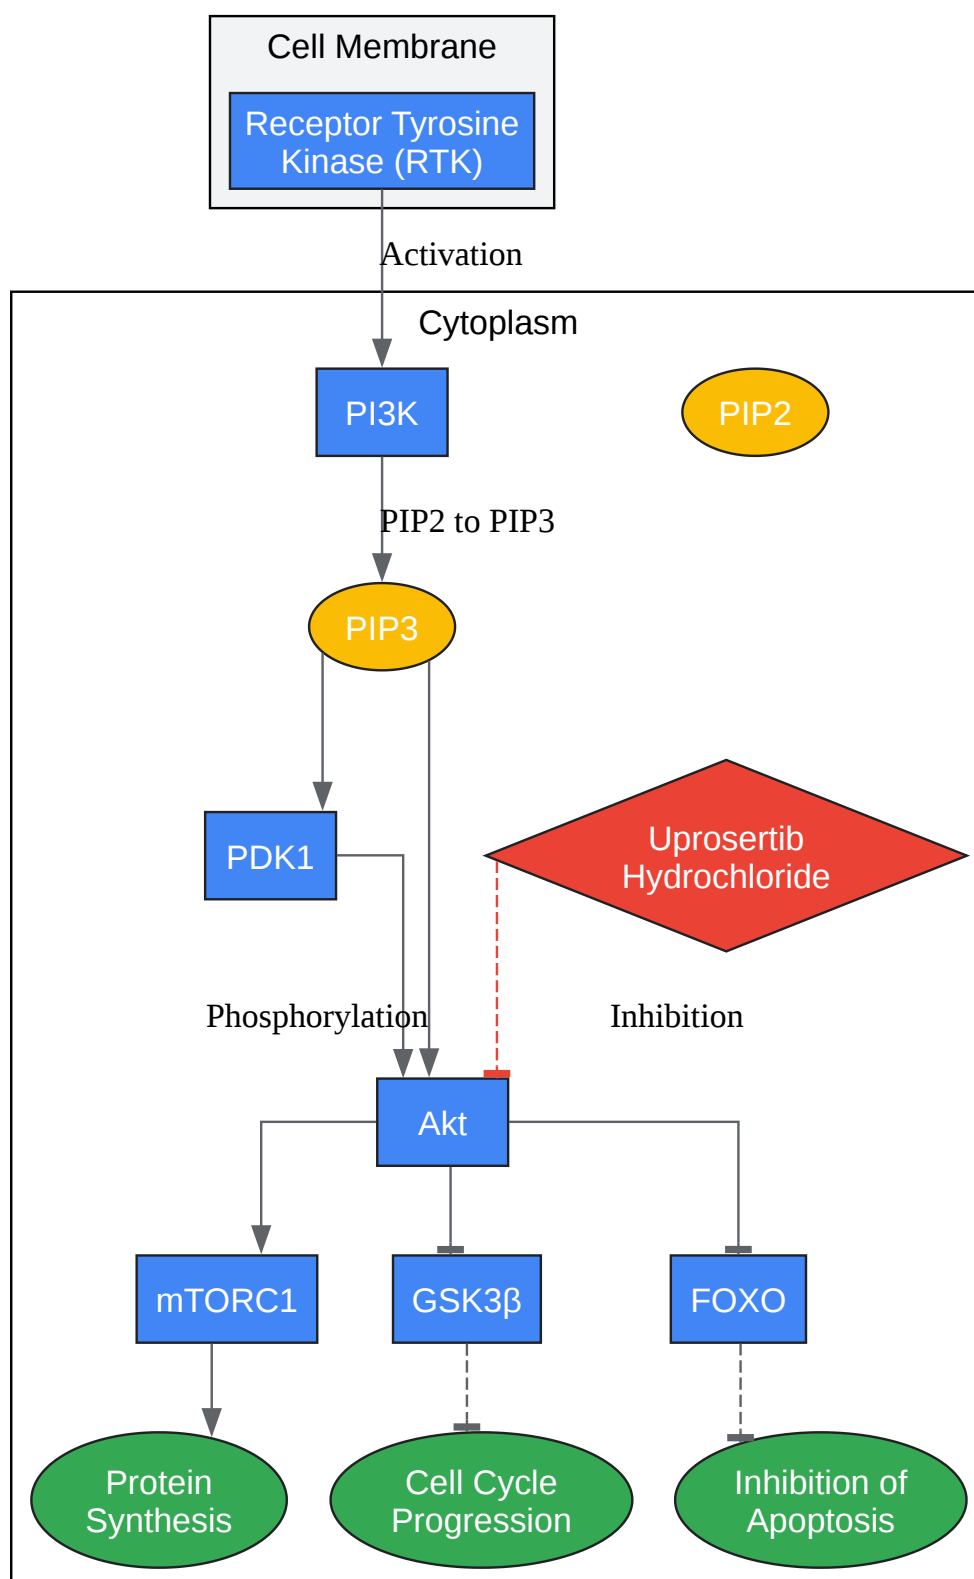 Cell Membrane
Receptor Tyrosine
Kinase (RTK)
Activation
Cytoplasm
PI3K
PIP2
PIP2 to PIP3
PIP3
Uprosertib
Hydrochloride
PDK1
Phosphorylation
Inhibition
Akt
mTORC1
GSK3β
FOXO
Protein
Synthesis
Cell Cycle
Progression
Inhibition of
Apoptosis